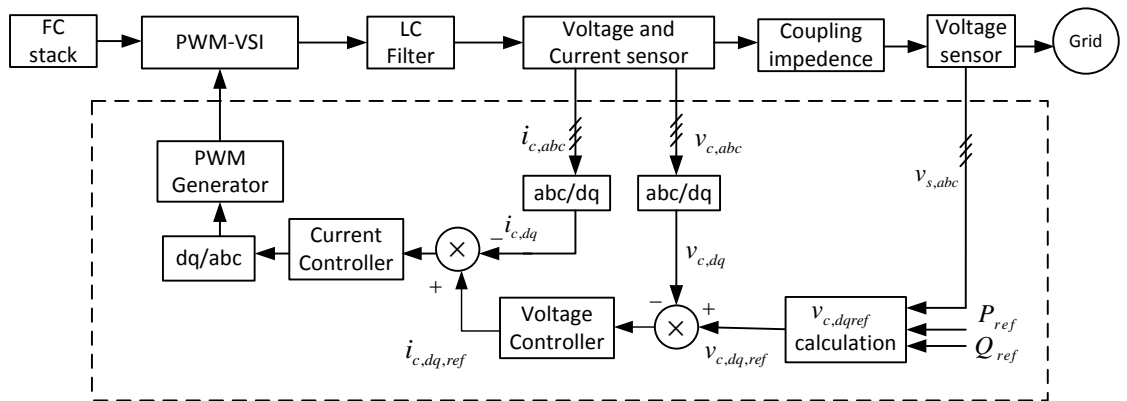 FC
stack
PWM-VSI
LC
Filter
Voltage and
Current sensor
Coupling
impedence
Voltage
sensor
Grid
i_{c,abc}
v_{c,abc}
v_{s,abc}
PWM
Generator
abc/dq
abc/dq
dq/abc
Current
Controller
×
−
+
i_{c,dq}
v_{c,dq}
i_{c,dq,ref}
Voltage
Controller
×
−
+
v_{c,dq,ref}
v_{c,dqref}
calculation
P_{ref}
Q_{ref}